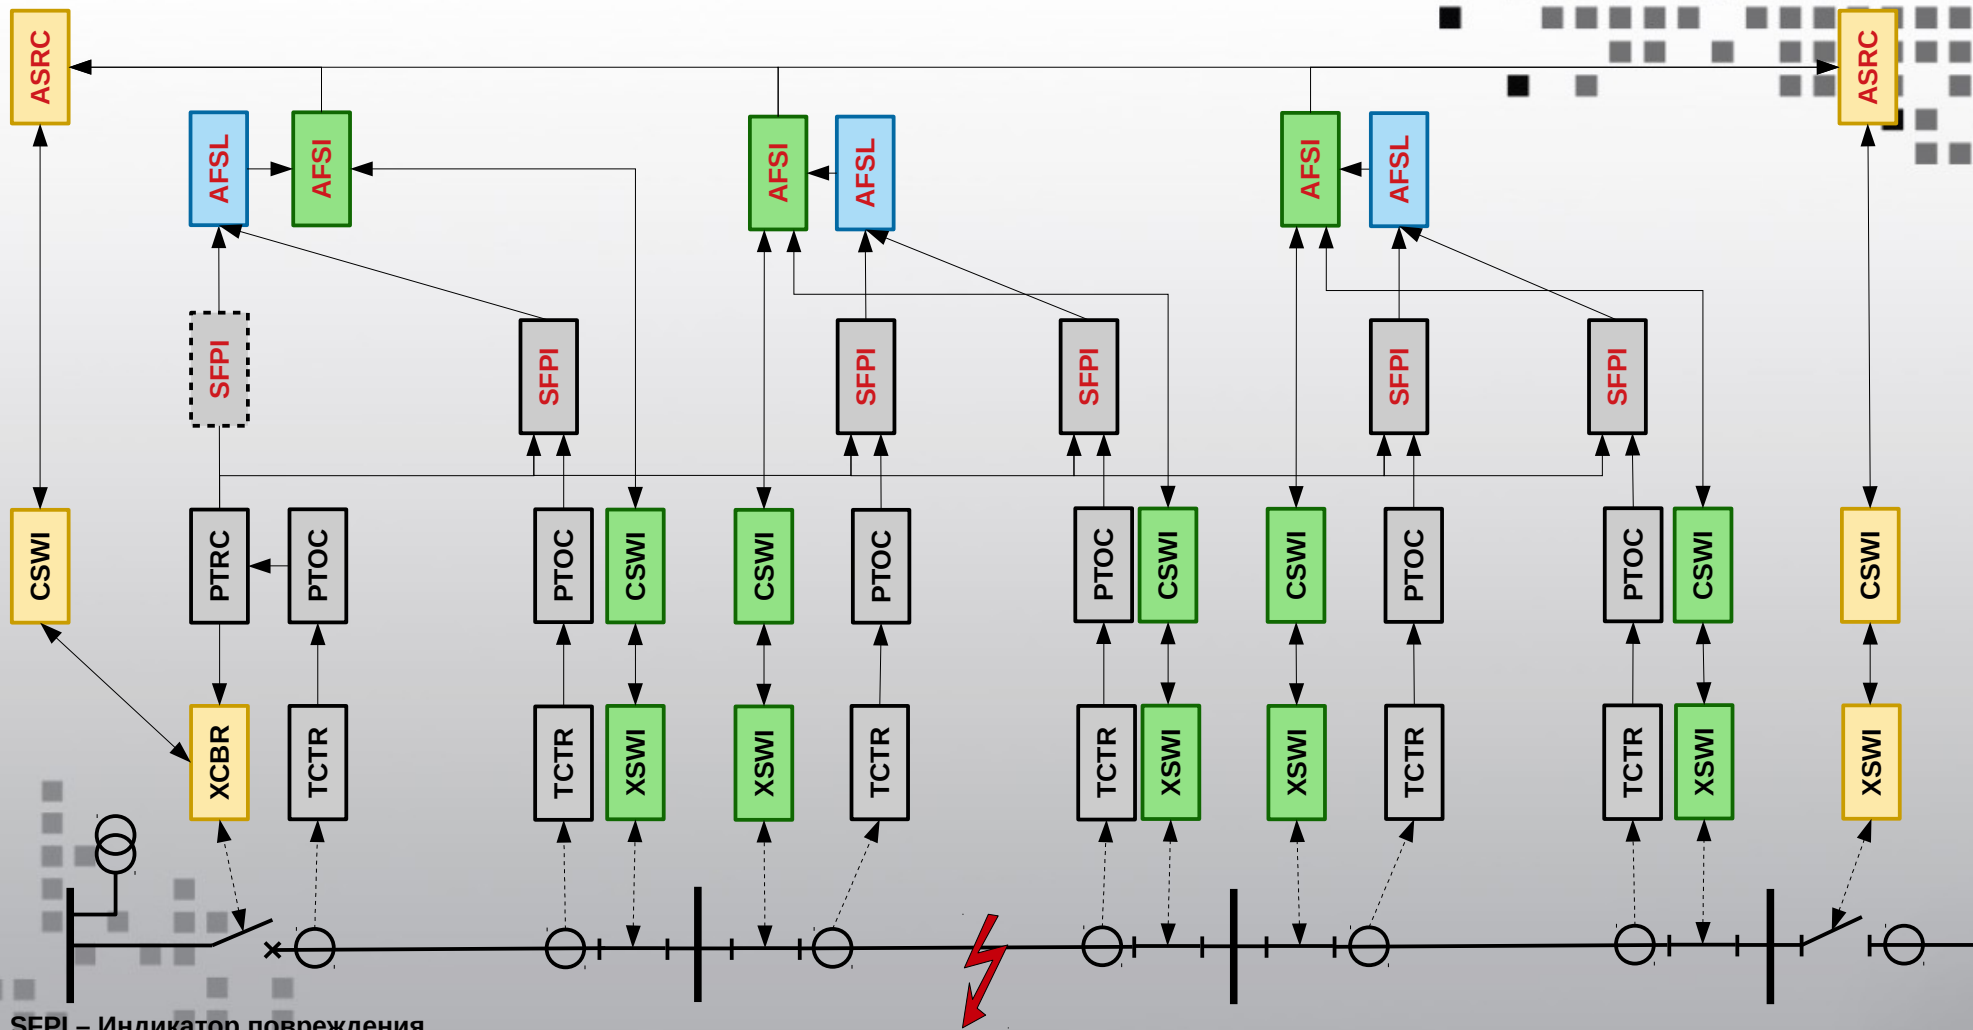 ASRC
ASRC
AFSL
AFSI
AFSI
AFSL
AFSI
AFSL
SFPI
SFPI
SFPI
SFPI
SFPI
SFPI
CSWI
PTRC
PTOC
PTOC
CSWI
CSWI
PTOC
PTOC
CSWI
CSWI
PTOC
PTOC
CSWI
CSWI
XCBR
TCTR
TCTR
XSWI
XSWI
TCTR
TCTR
XSWI
XSWI
TCTR
TCTR
XSWI
XSWI
SFPI – Индикатор повреждения